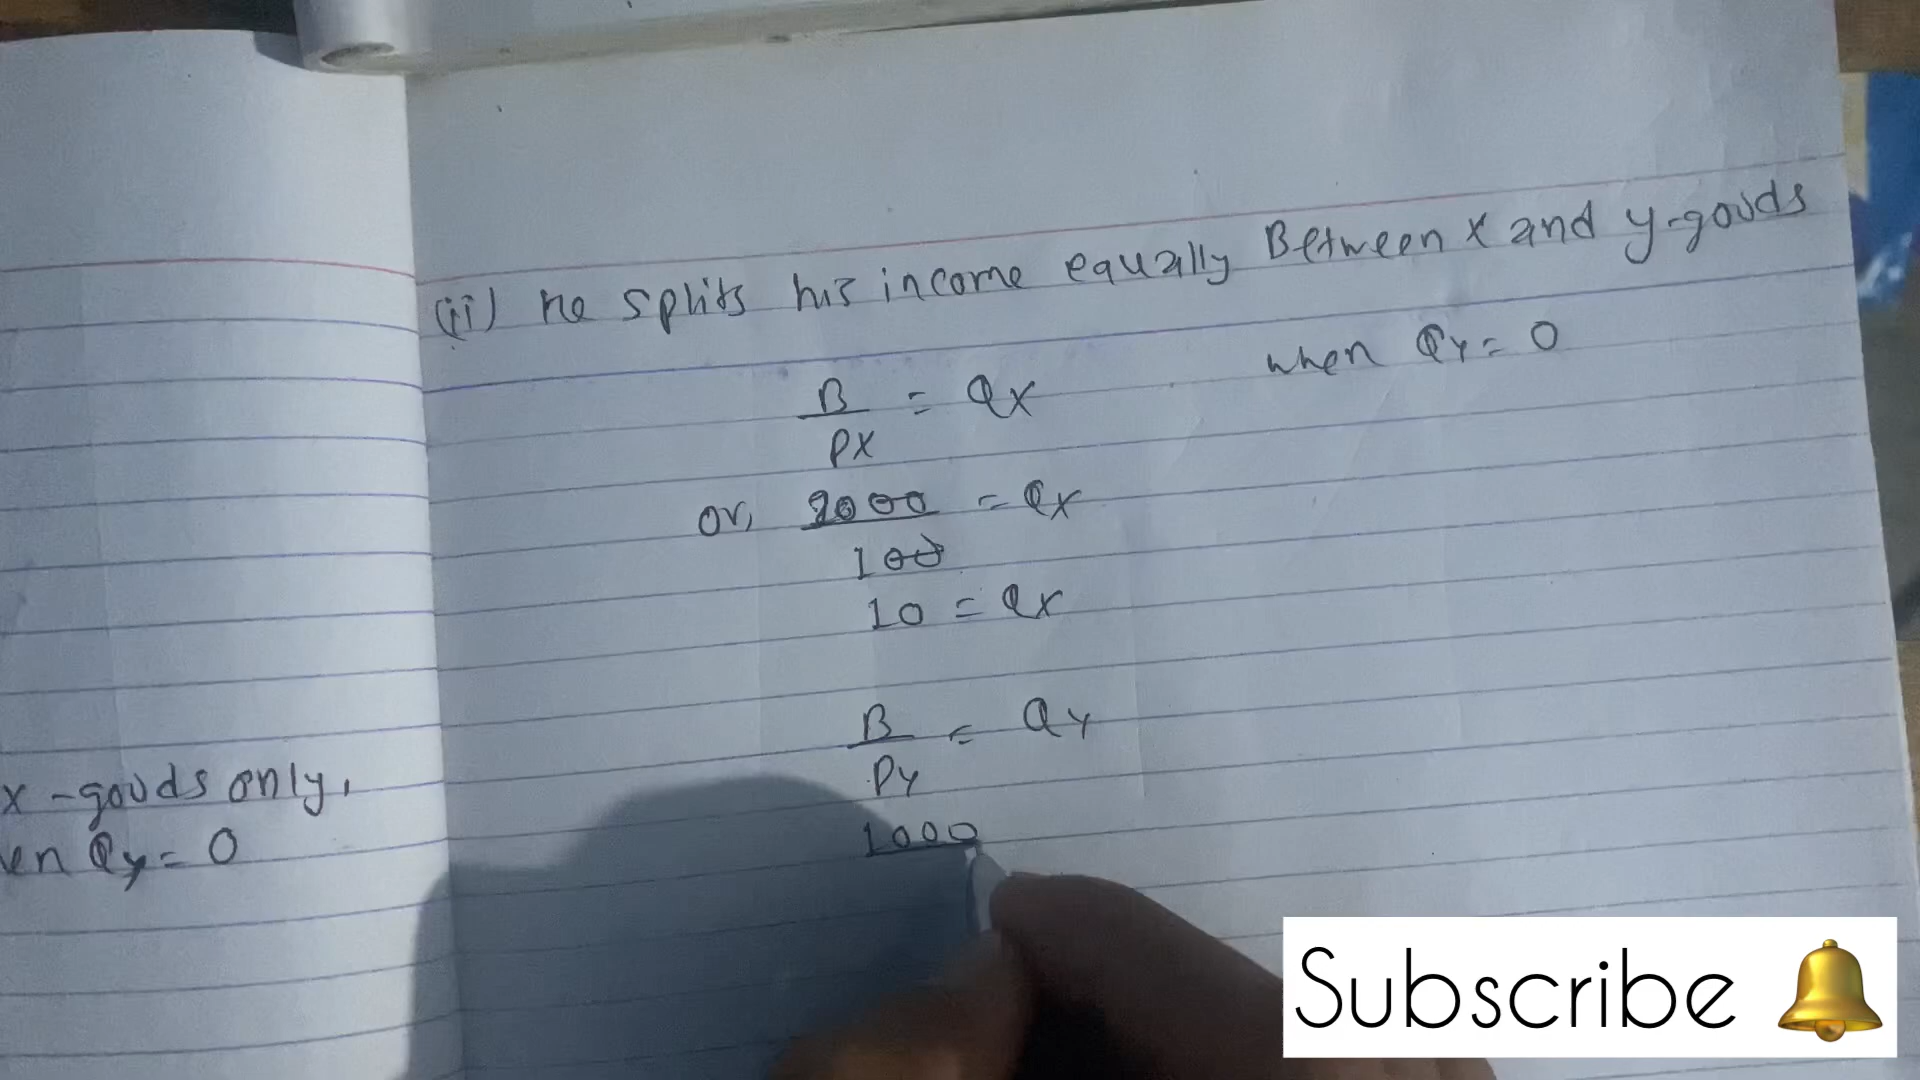 x-goods only,
en Qy = 0
(ii) He splits his income equally Between x and y-goods
when Qy = 0
B/PX = QX
or, 2000/100 = QX
10 = QX
B/PY = QY
1000
Subscribe